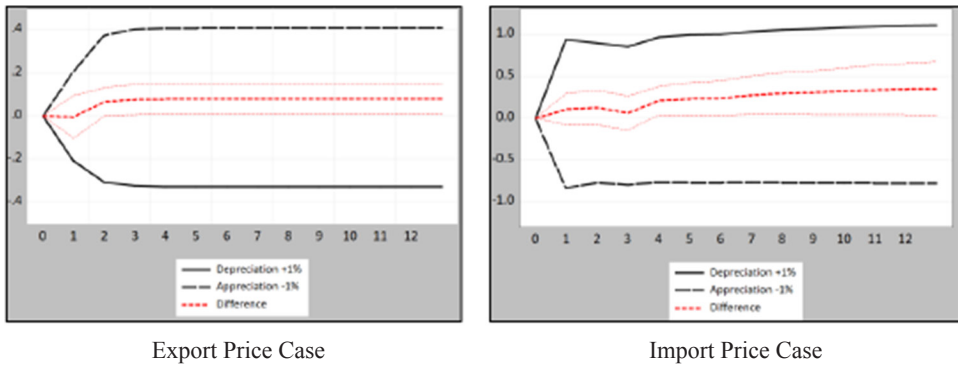 .4
.2
.0
-.2
-.4
0 1 2 3 4 5 6 7 8 9 10 11 12
Depreciation +1%
Appreciation -1%
Difference
Export Price Case
1.0
0.5
0.0
-0.5
-1.0
0 1 2 3 4 5 6 7 8 9 10 11 12
Depreciation +1%
Appreciation -1%
Difference
Import Price Case